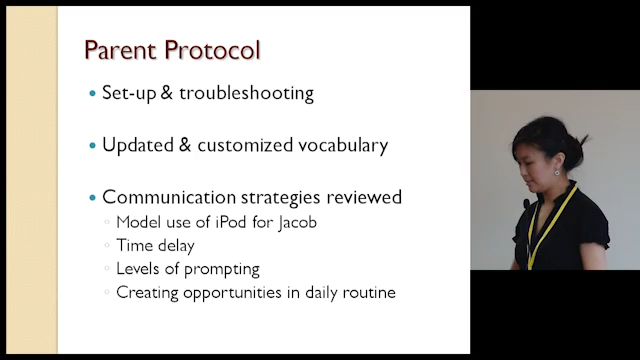 Parent Protocol
Set-up & troubleshooting
Updated & customized vocabulary
Communication strategies reviewed
Model use of iPod for Jacob
Time delay
Levels of prompting
Creating opportunities in daily routine